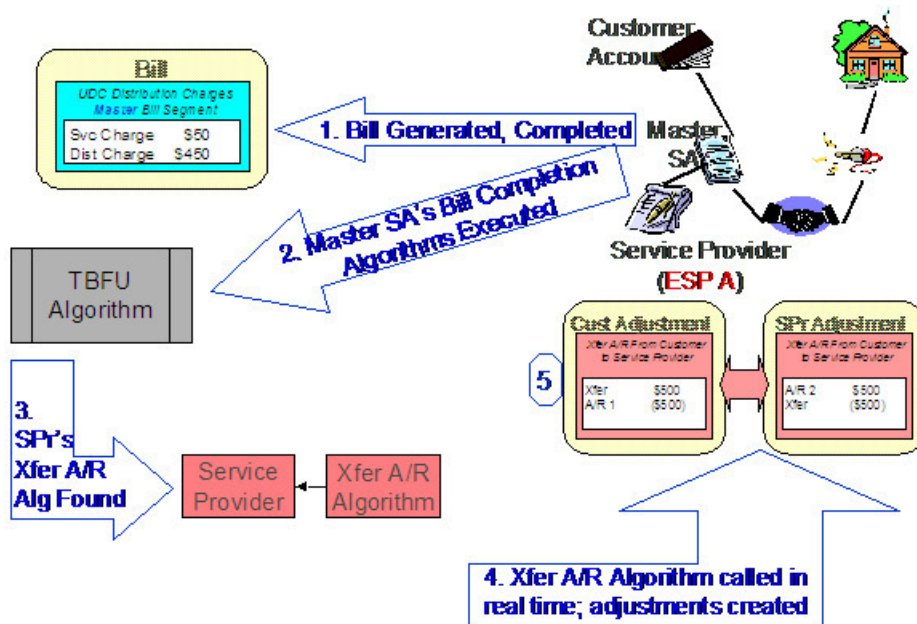 Customer
Account
Bill
UDC Distribution Charges
Master Bill Segment
Svc Charge $50
Dist Charge $450
1. Bill Generated, Completed
Master
SA
2. Master SA's Bill Completion
Algorithms Executed
Service Provider
(ESP A)
TBFU
Algorithm
Cust Adjustment
Xfer A/R From Customer
to Service Provider
Xfer $500
A/R 1 ($500)
SPr Adjustment
Xfer A/R From Customer
to Service Provider
A/R 2 $500
Xfer ($500)
5
3.
SPr's
Xfer A/R
Alg Found
Service
Provider
Xfer A/R
Algorithm
4. Xfer A/R Algorithm called in
real time; adjustments created